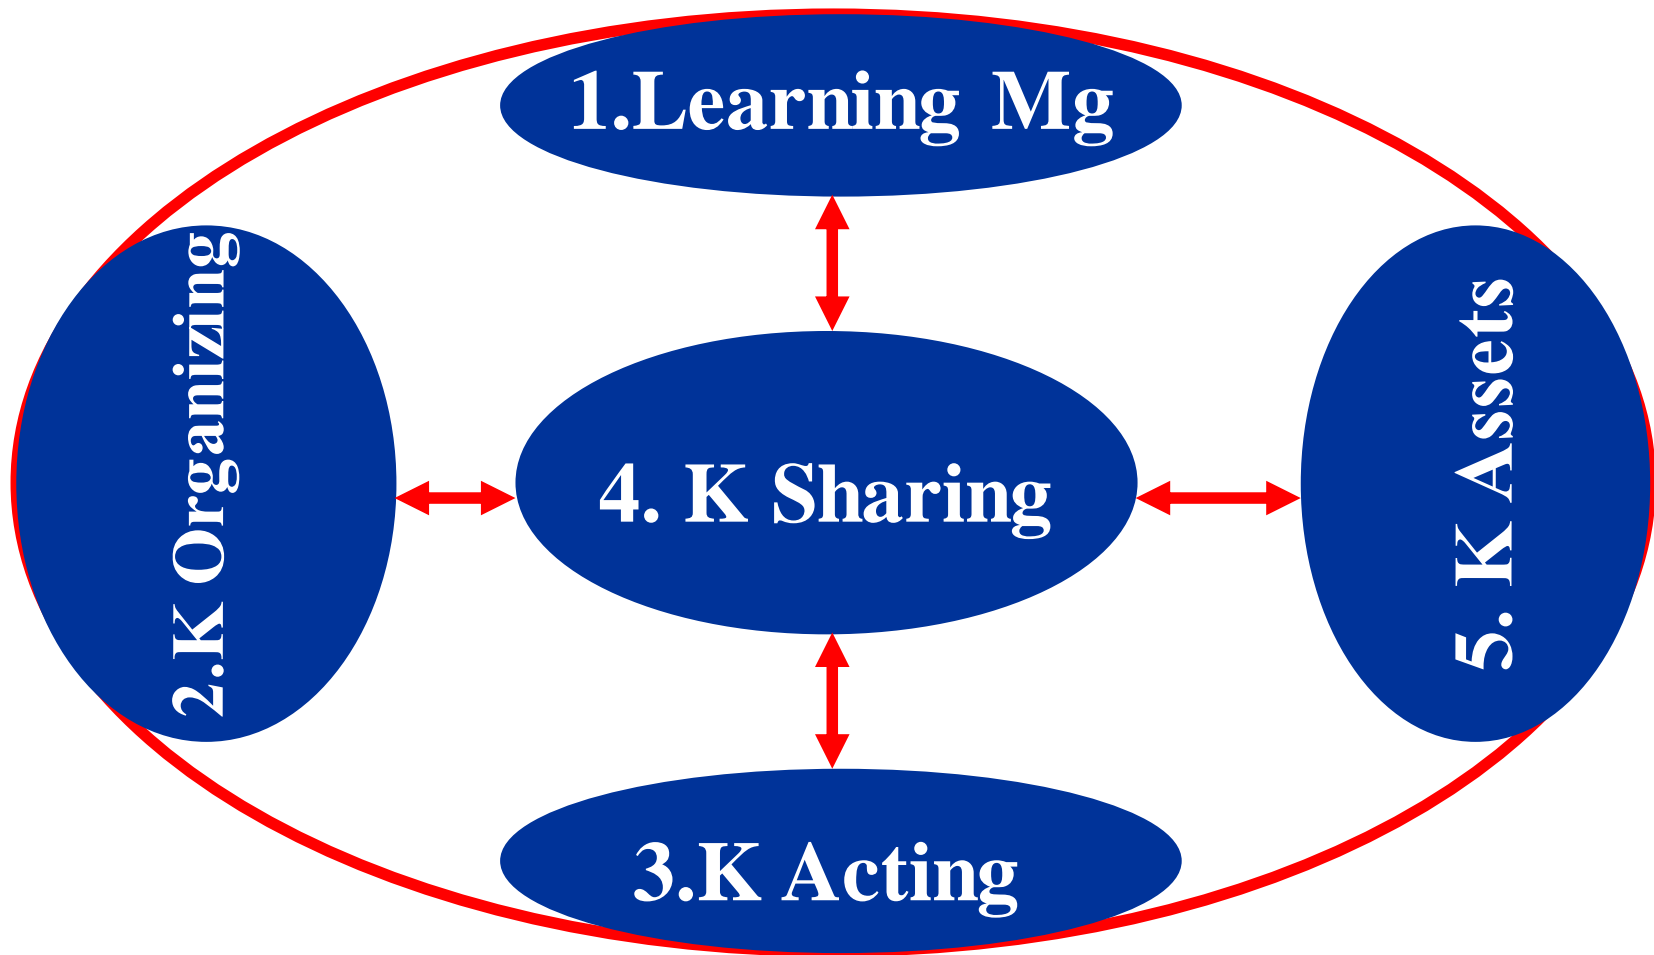 1.Learning Mg
2.K Organizing
4. K Sharing
5. K Assets
3.K Acting